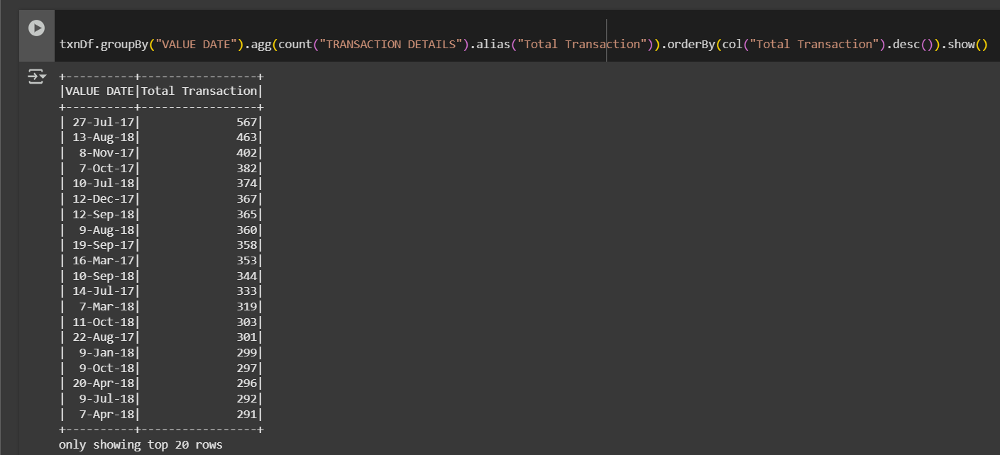 txnDf.groupBy("VALUE DATE").agg(count("TRANSACTION DETAILS").alias("Total Transaction")).orderBy(col("Total Transaction").desc()).show()
+----------+-----------------+
|VALUE DATE|Total Transaction|
+----------+-----------------+
| 27-Jul-17|              567|
| 13-Aug-18|              463|
|  8-Nov-17|              402|
|  7-Oct-17|              382|
| 10-Jul-18|              374|
| 12-Dec-17|              367|
| 12-Sep-18|              365|
|  9-Aug-18|              360|
| 19-Sep-17|              358|
| 16-Mar-17|              353|
| 10-Sep-18|              344|
| 14-Jul-17|              333|
|  7-Mar-18|              319|
| 11-Oct-18|              303|
| 22-Aug-17|              301|
|  9-Jan-18|              299|
|  9-Oct-18|              297|
| 20-Apr-18|              296|
|  9-Jul-18|              292|
|  7-Apr-18|              291|
+----------+-----------------+
only showing top 20 rows